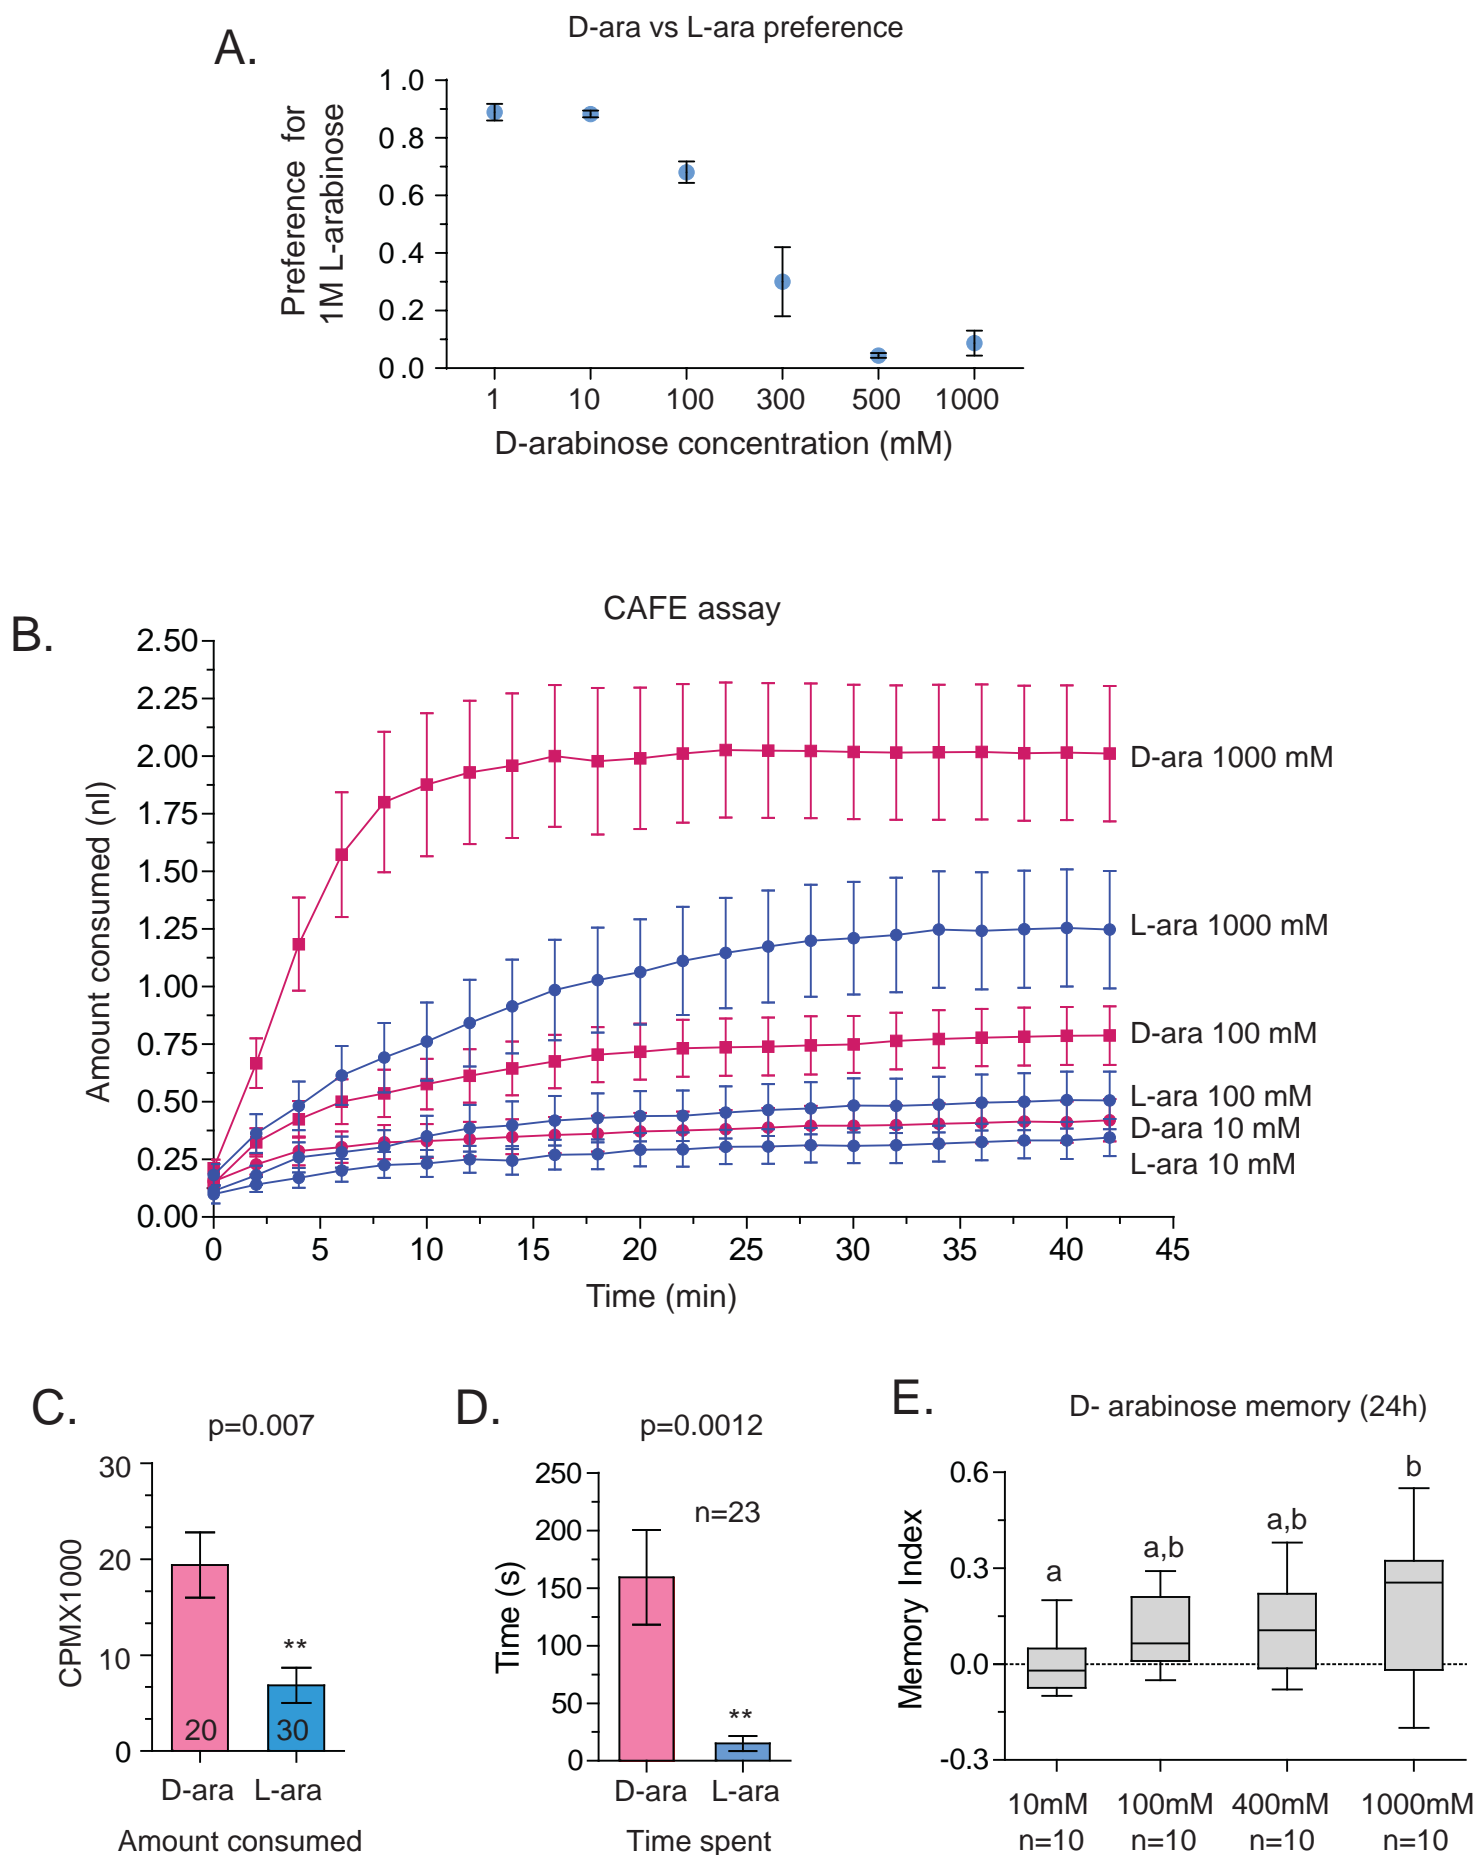 A.
D-ara vs L-ara preference
Preference for
1M L-arabinose
1.0
0.8
0.6
0.4
0.2
0.0
1 10 100 300 500 1000
D-arabinose concentration (mM)
B.
CAFE assay
Amount consumed (nl)
2.50
2.25
2.00
1.75
1.50
1.25
1.00
0.75
0.50
0.25
0.00
D-ara 1000 mM
L-ara 1000 mM
D-ara 100 mM
L-ara 100 mM
D-ara 10 mM
L-ara 10 mM
0 5 10 15 20 25 30 35 40 45
Time (min)
C.
p=0.007
CPMX1000
30
20
10
0
**
20 30
D-ara L-ara
Amount consumed
D.
p=0.0012
n=23
Time (s)
250
200
150
100
50
0
**
D-ara L-ara
Time spent
E.
D- arabinose memory (24h)
Memory Index
0.6
0.3
0.0
-0.3
a
a,b
a,b
b
10mM 100mM 400mM 1000mM
n=10 n=10 n=10 n=10